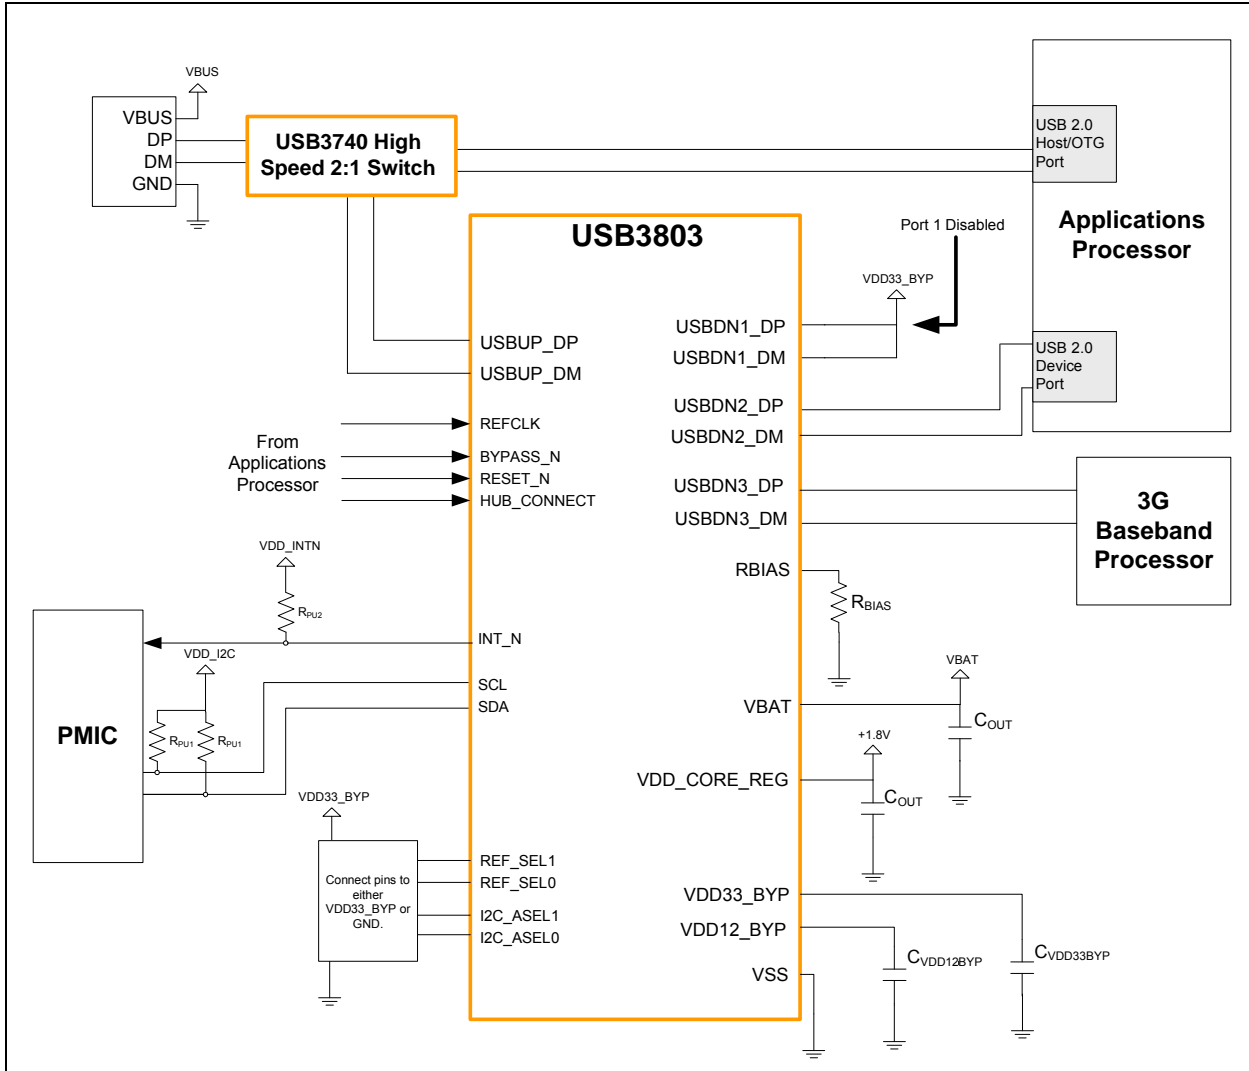 VBUS
VBUS
DP
DM
GND
USB3740 High
Speed 2:1 Switch
USB 2.0
Host/OTG
Port
Applications
Processor
USB 2.0
Device
Port
USB3803
Port 1 Disabled
VDD33_BYP
USBUP_DP
USBUP_DM
REFCLK
BYPASS_N
RESET_N
HUB_CONNECT
From
Applications
Processor
USBDN1_DP
USBDN1_DM
USBDN2_DP
USBDN2_DM
USBDN3_DP
USBDN3_DM
3G
Baseband
Processor
RBIAS
RBIAS
VDD_INTN
RPU2
INT_N
VDD_I2C
SCL
SDA
PMIC
RPU1
RPU1
VBAT
VBAT
COUT
+1.8V
VDD_CORE_REG
COUT
VDD33_BYP
Connect pins to
either
VDD33_BYP or
GND.
REF_SEL1
REF_SEL0
I2C_ASEL1
I2C_ASEL0
VDD33_BYP
VDD12_BYP
VSS
CVDD12BYP
CVDD33BYP